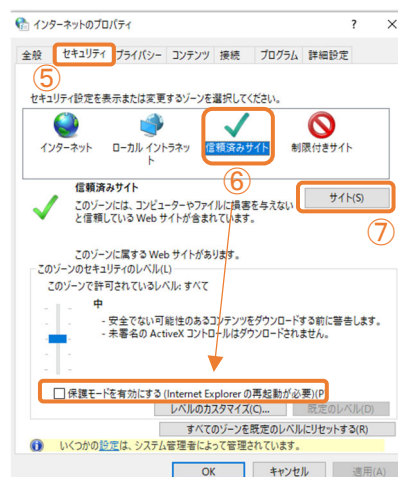 インターネットのプロパティ ? ×
全般 セキュリティ プライバシー コンテンツ 接続 プログラム 詳細設定
⑤
セキュリティ設定を表示または変更するゾーンを選択してください。
インターネット ローカル イントラネッ 信頼済みサイト 制限付きサイト
ト
⑥
信頼済みサイト
サイト(S)
このゾーンには、コンピューターやファイルに損害を与えない
と信頼している Web サイトが含まれています。
⑦
このゾーンに属する Web サイトがあります。
このゾーンのセキュリティのレベル(L)
このゾーンで許可されているレベル: すべて
中
- 安全でない可能性のあるコンテンツをダウンロードする前に警告します。
- 未署名の ActiveX コントロールはダウンロードされません。
保護モードを有効にする (Internet Explorer の再起動が必要)(P
レベルのカスタマイズ(C)... 既定のレベル(D)
すべてのゾーンを既定のレベルにリセットする(R)
いくつかの設定は、システム管理者によって管理されています。
OK キャンセル 適用(A)